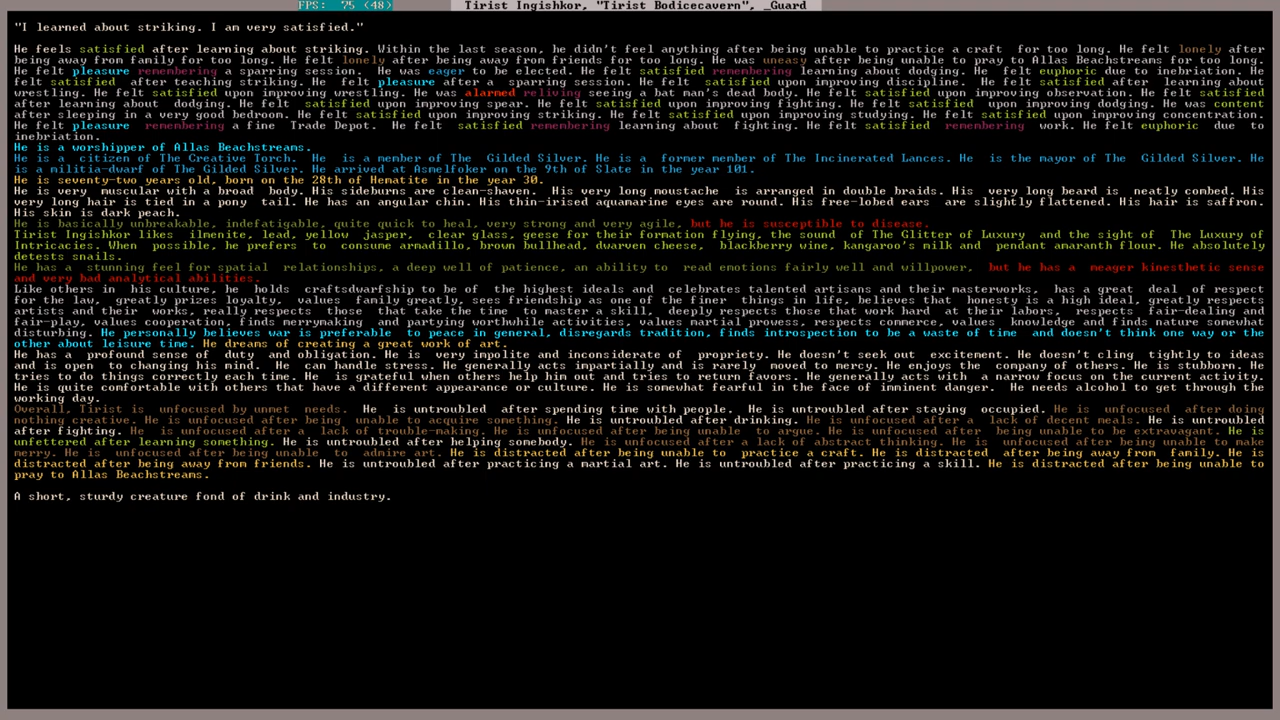 FPS: 75 (48)
Tirist Ingishkor, "Tirist Bodicecavern", _Guard
"I learned about striking. I am very satisfied."
He feels satisfied after learning about striking. Within the last season, he didn't feel anything after being unable to practice a craft for too long. He felt lonely after
being away from family for too long. He felt lonely after being away from friends for too long. He was uneasy after being unable to pray to Allas Beachstreams for too long.
He felt pleasure remembering a sparring session. He was eager to be elected. He felt satisfied remembering learning about dodging. He felt euphoric due to inebriation. He
felt satisfied after teaching striking. He felt pleasure after a sparring session. He felt satisfied upon improving discipline. He felt satisfied after learning about
wrestling. He felt satisfied upon improving wrestling. He was alarmed reliving seeing a bat man's dead body. He felt satisfied upon improving observation. He felt satisfied
after learning about dodging. He felt satisfied upon improving spear. He felt satisfied upon improving fighting. He felt satisfied upon improving dodging. He was content
after sleeping in a very good bedroom. He felt satisfied upon improving striking. He felt satisfied upon improving studying. He felt satisfied upon improving concentration.
He felt pleasure remembering a fine Trade Depot. He felt satisfied remembering learning about fighting. He felt satisfied remembering work. He felt euphoric due to
inebriation.
He is a worshipper of Allas Beachstreams.
He is a citizen of The Creative Torch. He is a member of The Gilded Silver. He is a former member of The Incinerated Lances. He is the mayor of The Gilded Silver. He
is a militia-dwarf of The Gilded Silver. He arrived at Asmelfoker on the 9th of Slate in the year 101.
He is seventy-two years old, born on the 28th of Hematite in the year 30.
He is very muscular with a broad body. His sideburns are clean-shaven. His very long moustache is arranged in double braids. His very long beard is neatly combed. His
very long hair is tied in a pony tail. He has an angular chin. His thin-irised aquamarine eyes are round. His free-lobed ears are slightly flattened. His hair is saffron.
His skin is dark peach.
He is basically unbreakable, indefatigable, quite quick to heal, very strong and very agile, but he is susceptible to disease.
Tirist Ingishkor likes ilmenite, lead, yellow jasper, clear glass, geese for their formation flying, the sound of The Glitter of Luxury and the sight of The Luxury of
Intricacies. When possible, he prefers to consume armadillo, brown bullhead, dwarven cheese, blackberry wine, kangaroo's milk and pendant amaranth flour. He absolutely
detests snails.
He has a stunning feel for spatial relationships, a deep well of patience, an ability to read emotions fairly well and willpower, but he has a meager kinesthetic sense
and very bad analytical abilities.
Like others in his culture, he holds craftsdwarfship to be of the highest ideals and celebrates talented artisans and their masterworks, has a great deal of respect
for the law, greatly prizes loyalty, values family greatly, sees friendship as one of the finer things in life, believes that honesty is a high ideal, greatly respects
artists and their works, really respects those that take the time to master a skill, deeply respects those that work hard at their labors, respects fair-dealing and
fair-play, values cooperation, finds merrymaking and partying worthwhile activities, values martial prowess, respects commerce, values knowledge and finds nature somewhat
disturbing. He personally believes war is preferable to peace in general, disregards tradition, finds introspection to be a waste of time and doesn't think one way or the
other about leisure time. He dreams of creating a great work of art.
He has a profound sense of duty and obligation. He is very impolite and inconsiderate of propriety. He doesn't seek out excitement. He doesn't cling tightly to ideas
and is open to changing his mind. He can handle stress. He generally acts impartially and is rarely moved to mercy. He enjoys the company of others. He is stubborn. He
tries to do things correctly each time. He is grateful when others help him out and tries to return favors. He generally acts with a narrow focus on the current activity.
He is quite comfortable with others that have a different appearance or culture. He is somewhat fearful in the face of imminent danger. He needs alcohol to get through the
working day.
Overall, Tirist is unfocused by unmet needs. He is untroubled after spending time with people. He is untroubled after staying occupied. He is unfocused after doing
nothing creative. He is unfocused after being unable to acquire something. He is untroubled after drinking. He is unfocused after a lack of decent meals. He is untroubled
after fighting. He is unfocused after a lack of trouble-making. He is unfocused after being unable to argue. He is unfocused after being unable to be extravagant. He is
unfettered after learning something. He is untroubled after helping somebody. He is unfocused after a lack of abstract thinking. He is unfocused after being unable to make
merry. He is unfocused after being unable to admire art. He is distracted after being unable to practice a craft. He is distracted after being away from family. He is
distracted after being away from friends. He is untroubled after practicing a martial art. He is untroubled after practicing a skill. He is distracted after being unable to
pray to Allas Beachstreams.
A short, sturdy creature fond of drink and industry.